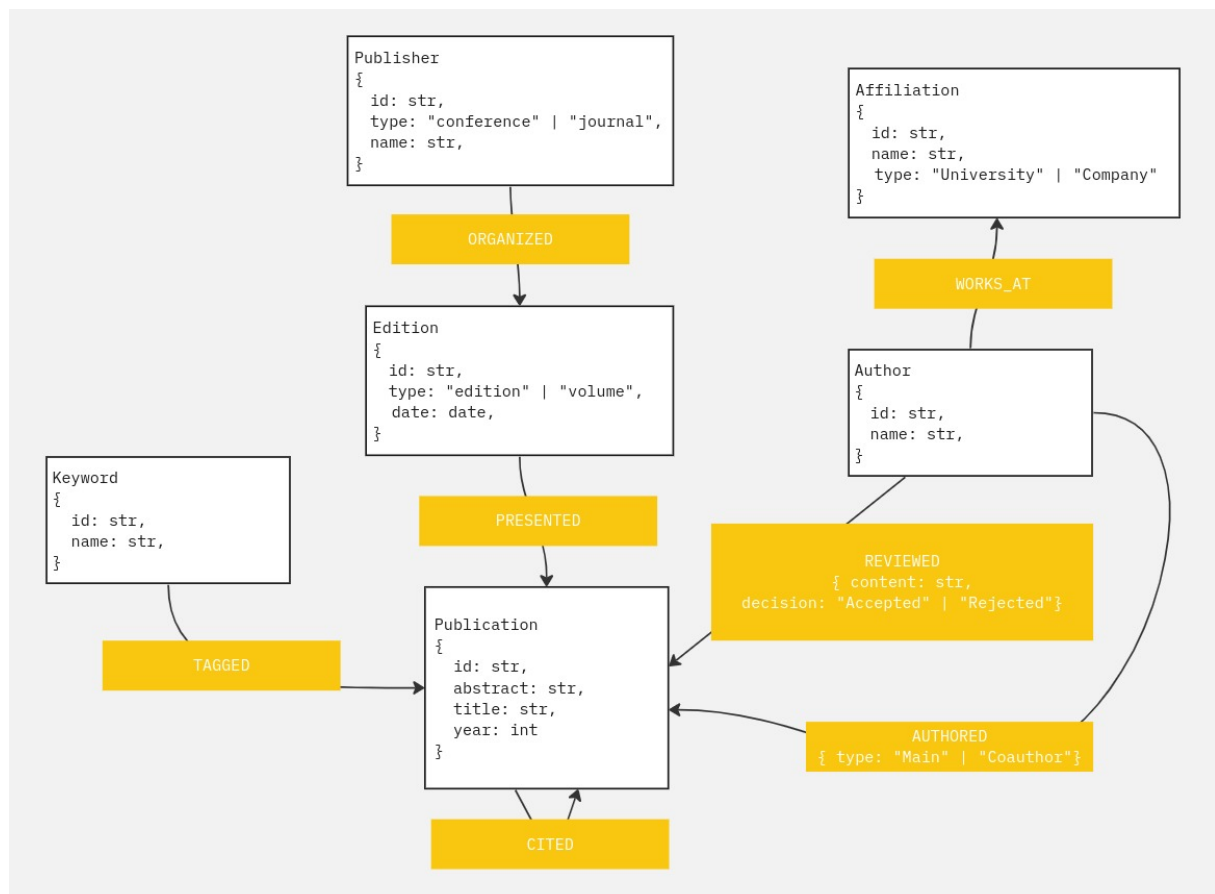 Publisher
{
id: str,
type: "conference" | "journal",
name: str,
}
ORGANIZED
Edition
{
id: str,
type: "edition" | "volume",
date: date,
}
PRESENTED
Keyword
{
id: str,
name: str,
}
TAGGED
Publication
{
id: str,
abstract: str,
title: str,
year: int
}
CITED
Affiliation
{
id: str,
name: str,
type: "University" | "Company"
}
WORKS_AT
Author
{
id: str,
name: str,
}
REVIEWED
{ content: str,
decision: "Accepted" | "Rejected"}
AUTHORED
{ type: "Main" | "Coauthor"}